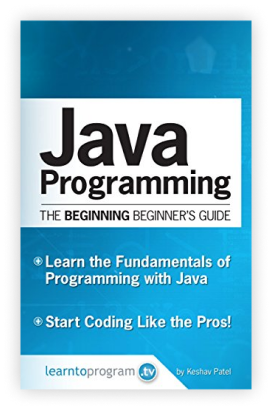 Java
Programming
THE BEGINNING BEGINNER'S GUIDE
Learn the Fundamentals of
Programming with Java
Start Coding Like the Pros!
learntoprogram.tv
by Keshav Patel